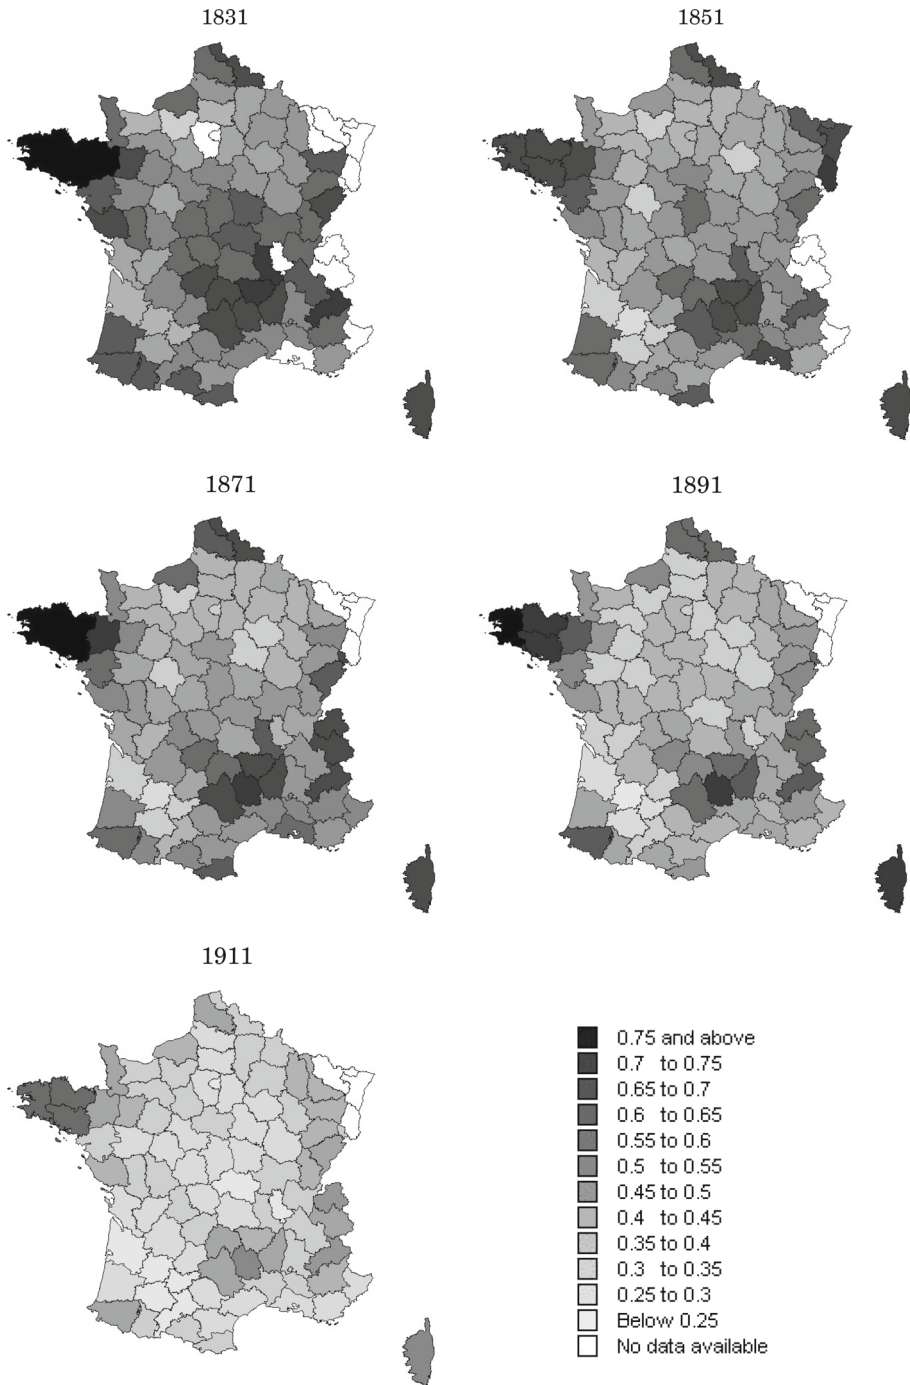 1831
1851
1871
1891
1911
0.75 and above
0.7 to 0.75
0.65 to 0.7
0.6 to 0.65
0.55 to 0.6
0.5 to 0.55
0.45 to 0.5
0.4 to 0.45
0.35 to 0.4
0.3 to 0.35
0.25 to 0.3
Below 0.25
No data available